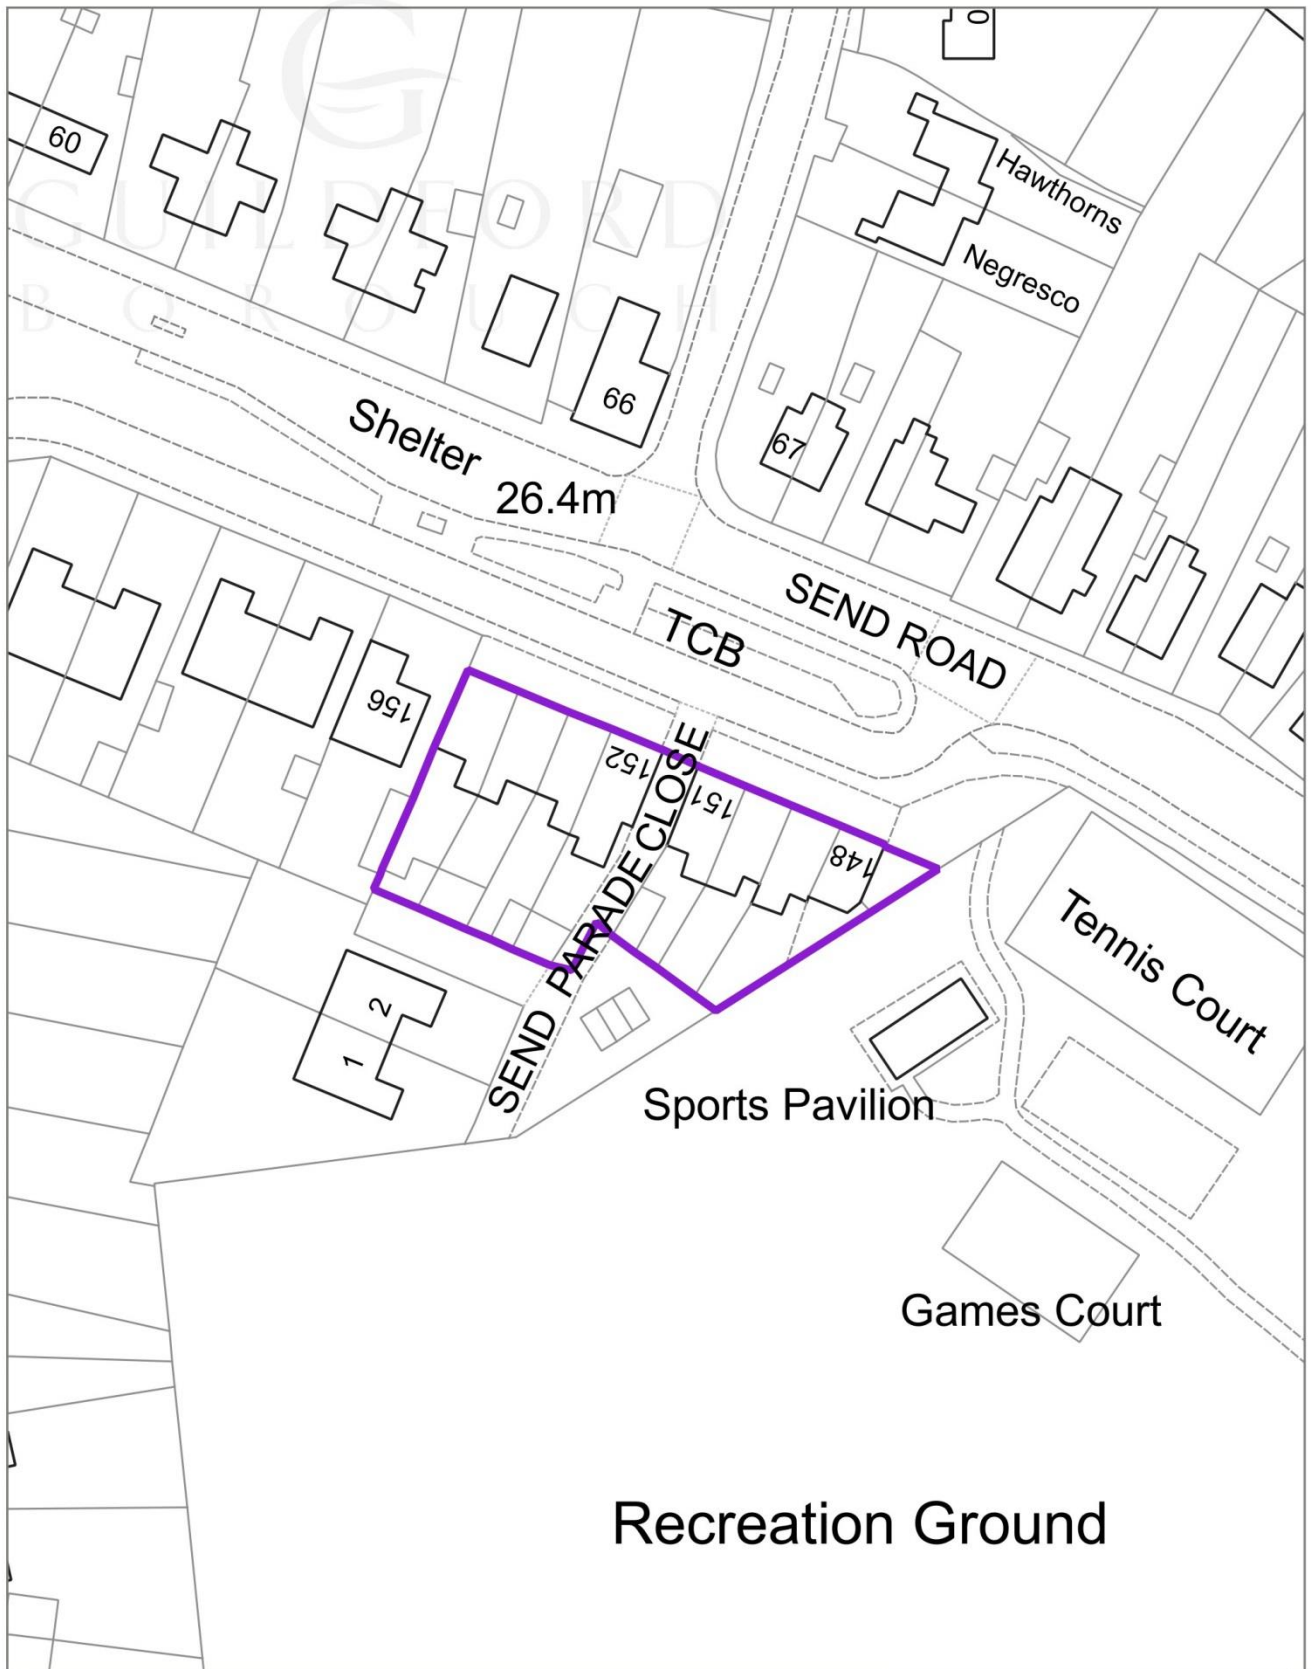 0
60
GUILDFORD
BOROUGH
Hawthorns
Negresco
66
67
Shelter
26.4m
SEND ROAD
TCB
156
152
151
148
SEND PARADE CLOSE
Tennis Court
2
1
Sports Pavilion
Games Court
Recreation Ground